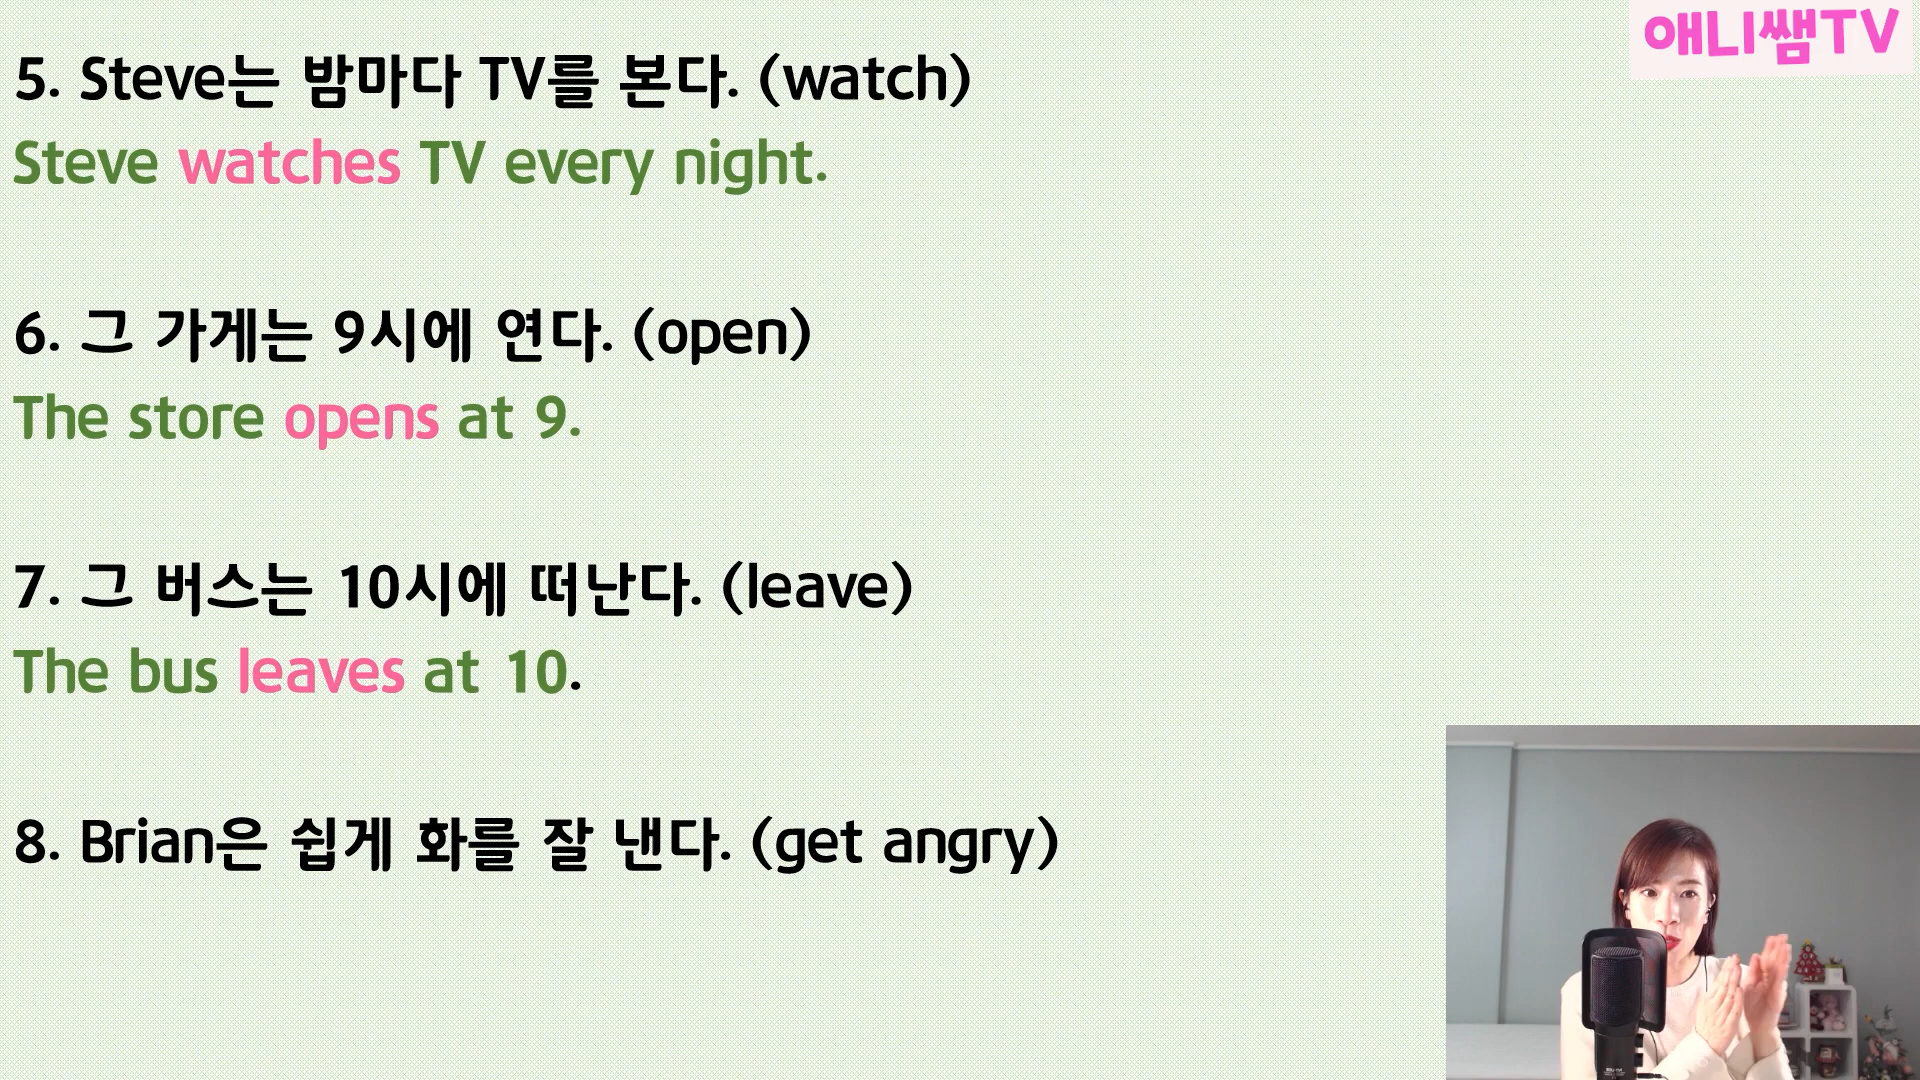 애니쌤TV
5. Steve는 밤마다 TV를 본다. (watch)
Steve watches TV every night.
6. 그 가게는 9시에 연다. (open)
The store opens at 9.
7. 그 버스는 10시에 떠난다. (leave)
The bus leaves at 10.
8. Brian은 쉽게 화를 잘 낸다. (get angry)